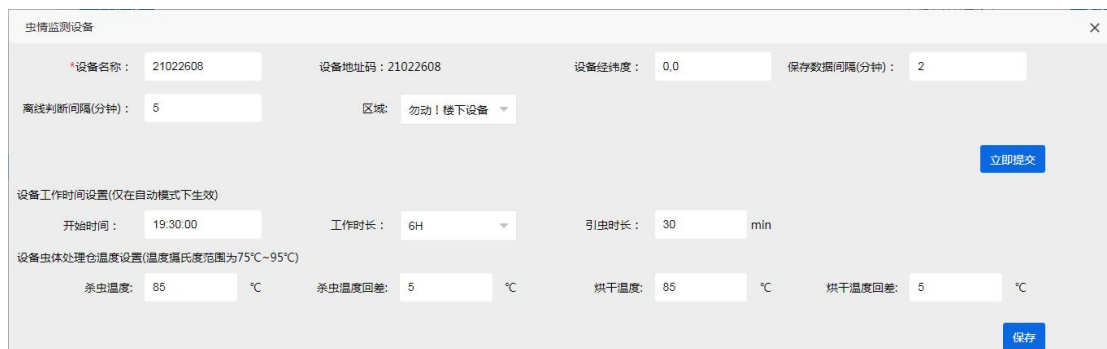 虫情监测设备 ×
*设备名称： 21022608 设备地址码：21022608 设备经纬度： 0,0 保存数据间隔(分钟)： 2
离线判断间隔(分钟)： 5 区域: 勿动！楼下设备
立即提交
设备工作时间设置(仅在自动模式下生效)
开始时间： 19:30:00 工作时长： 6H 引虫时长： 30 min
设备虫体处理仓温度设置(温度摄氏度范围为75℃~95℃)
杀虫温度: 85 ℃ 杀虫温度回差: 5 ℃ 烘干温度: 85 ℃ 烘干温度回差: 5 ℃
保存